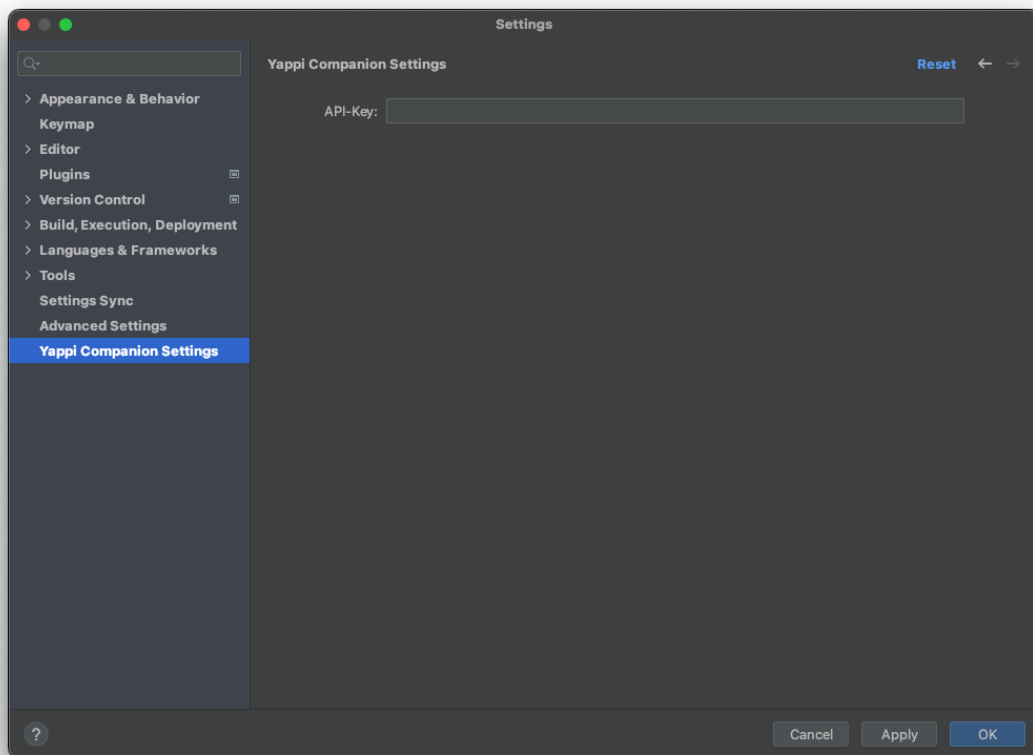 Settings
Yappi Companion Settings
Reset
API-Key:
Appearance & Behavior
Keymap
Editor
Plugins
Version Control
Build, Execution, Deployment
Languages & Frameworks
Tools
Settings Sync
Advanced Settings
Yappi Companion Settings
?
Cancel
Apply
OK